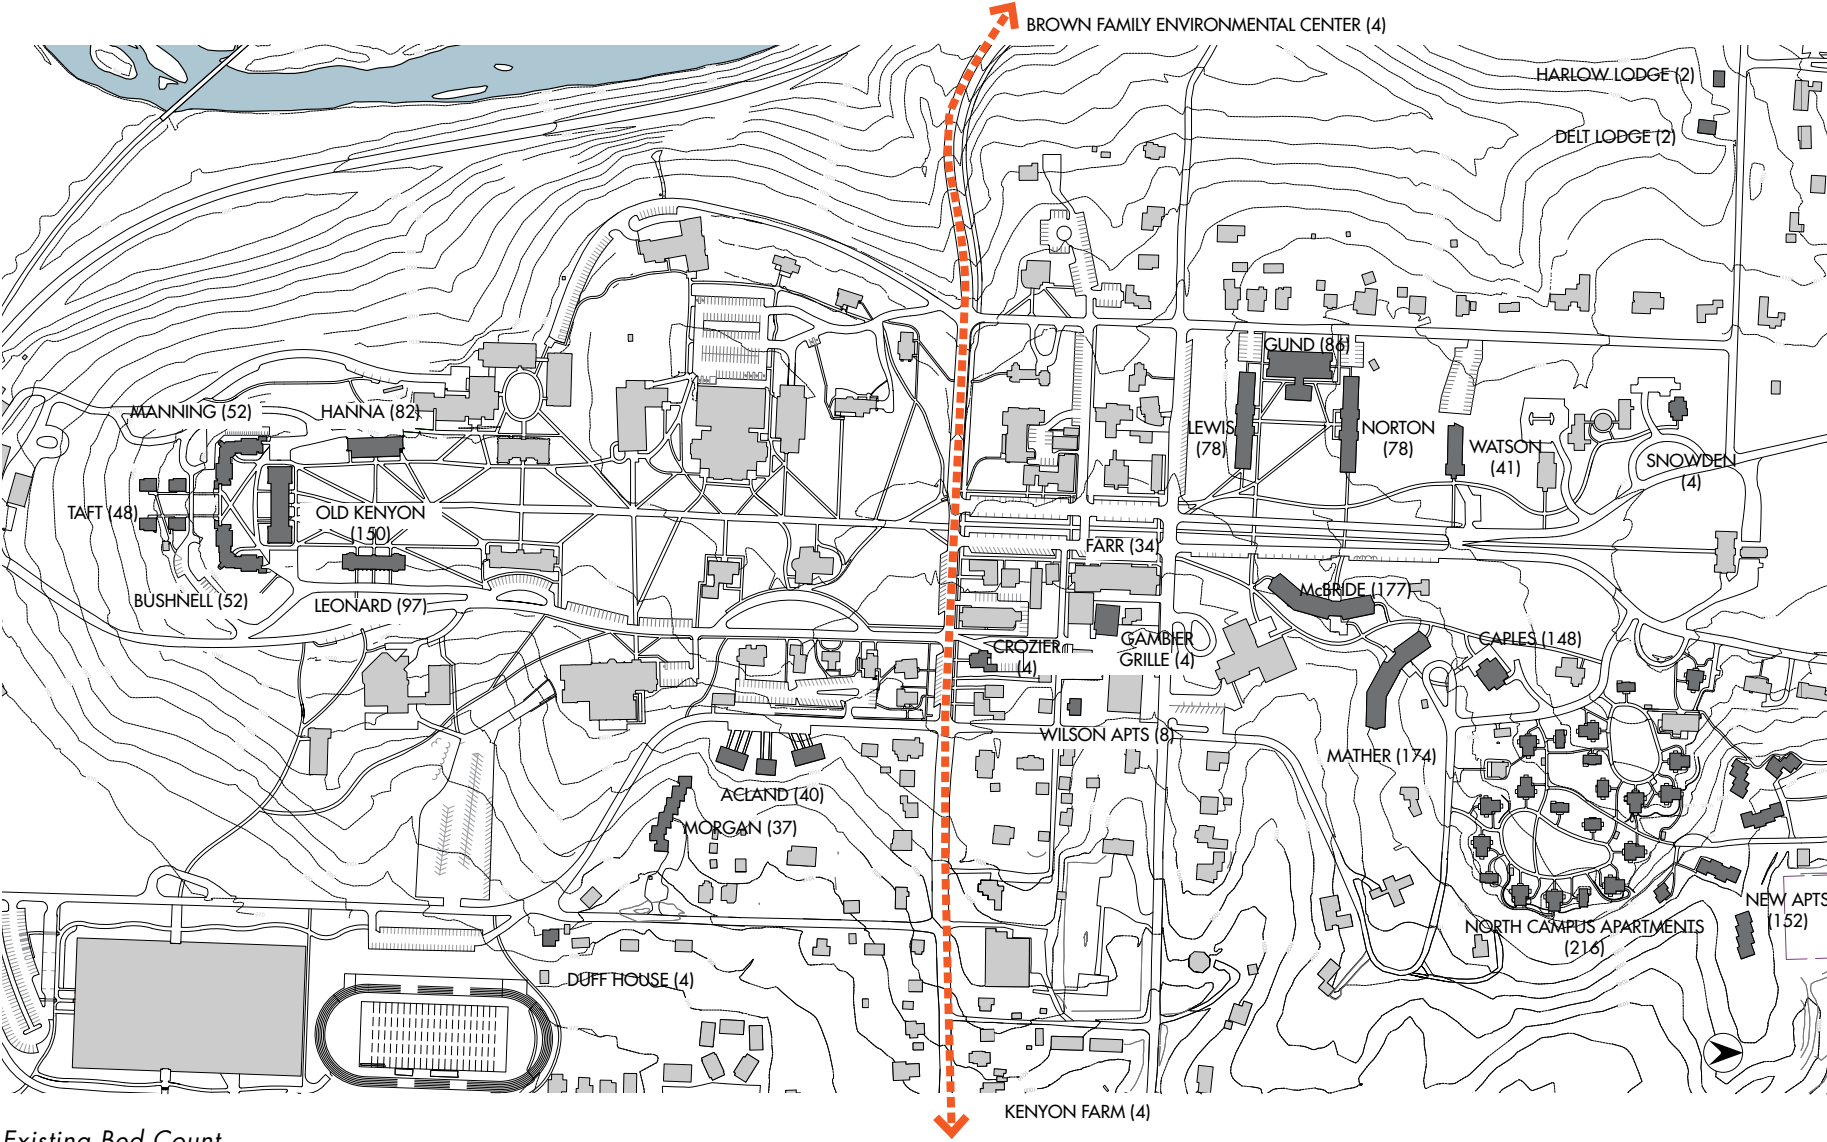 BROWN FAMILY ENVIRONMENTAL CENTER (4)
HARLOW LODGE (2)
DELT LODGE (2)
GUND (86)
MANNING (52)
HANNA (82)
LEWIS
(78)
NORTON
(78)
WATSON
(41)
SNOWDEN
(4)
TAFT (48)
OLD KENYON
(150)
FARR (34)
BUSHNELL (52)
LEONARD (97)
McBRIDE (177)
CROZIER
(4)
GAMBIER
GRILLE (4)
CAPLES (148)
WILSON APTS (8)
MATHER (174)
ACLAND (40)
MORGAN (37)
NEW APTS
(152)
NORTH CAMPUS APARTMENTS
(216)
DUFF HOUSE (4)
KENYON FARM (4)
Existing Bed Count